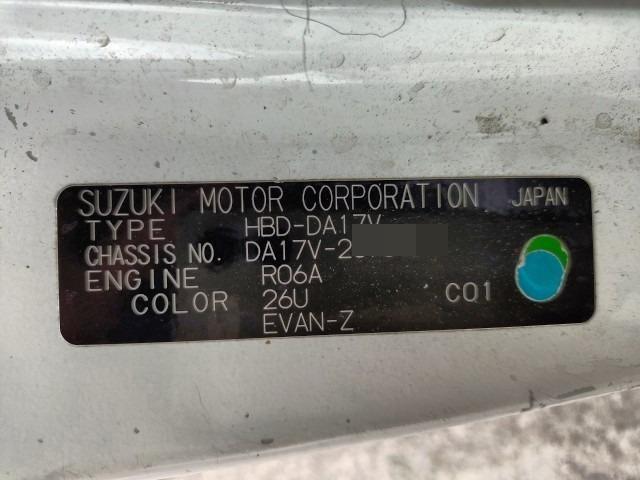 SUZUKI MOTOR CORPORATION JAPAN
TYPE HBD-DA17V
CHASSIS NO. DA17V-2
ENGINE R06A
COLOR 26U C01
EVAN-Z